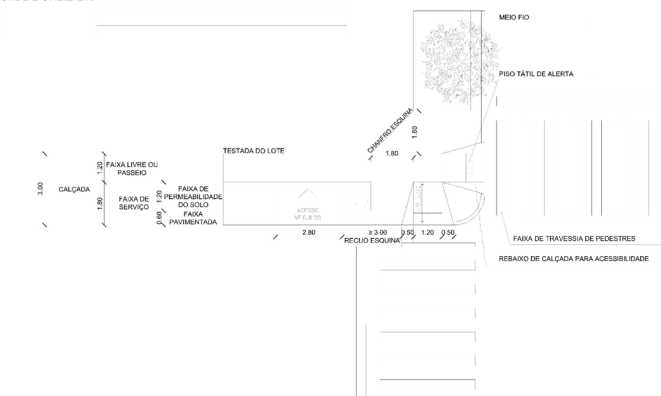 MEIO FIO
PISO TÁTIL DE ALERTA
CHANFRO ESQUINA
1.80
1.80
TESTADA DO LOTE
3.00
CALÇADA
1.20
FAIXA LIVRE OU
PASSEIO
1.80
FAIXA DE
SERVIÇO
1.20
FAIXA DE
PERMEABILIDADE
DO SOLO
0.60
FAIXA
PAVIMENTADA
ACESSO
VEÍCULOS
2.80
≥3.00
0.50
1.20
0.50
RECUO ESQUINA
FAIXA DE TRAVESSIA DE PEDESTRES
REBAIXO DE CALÇADA PARA ACESSIBILIDADE